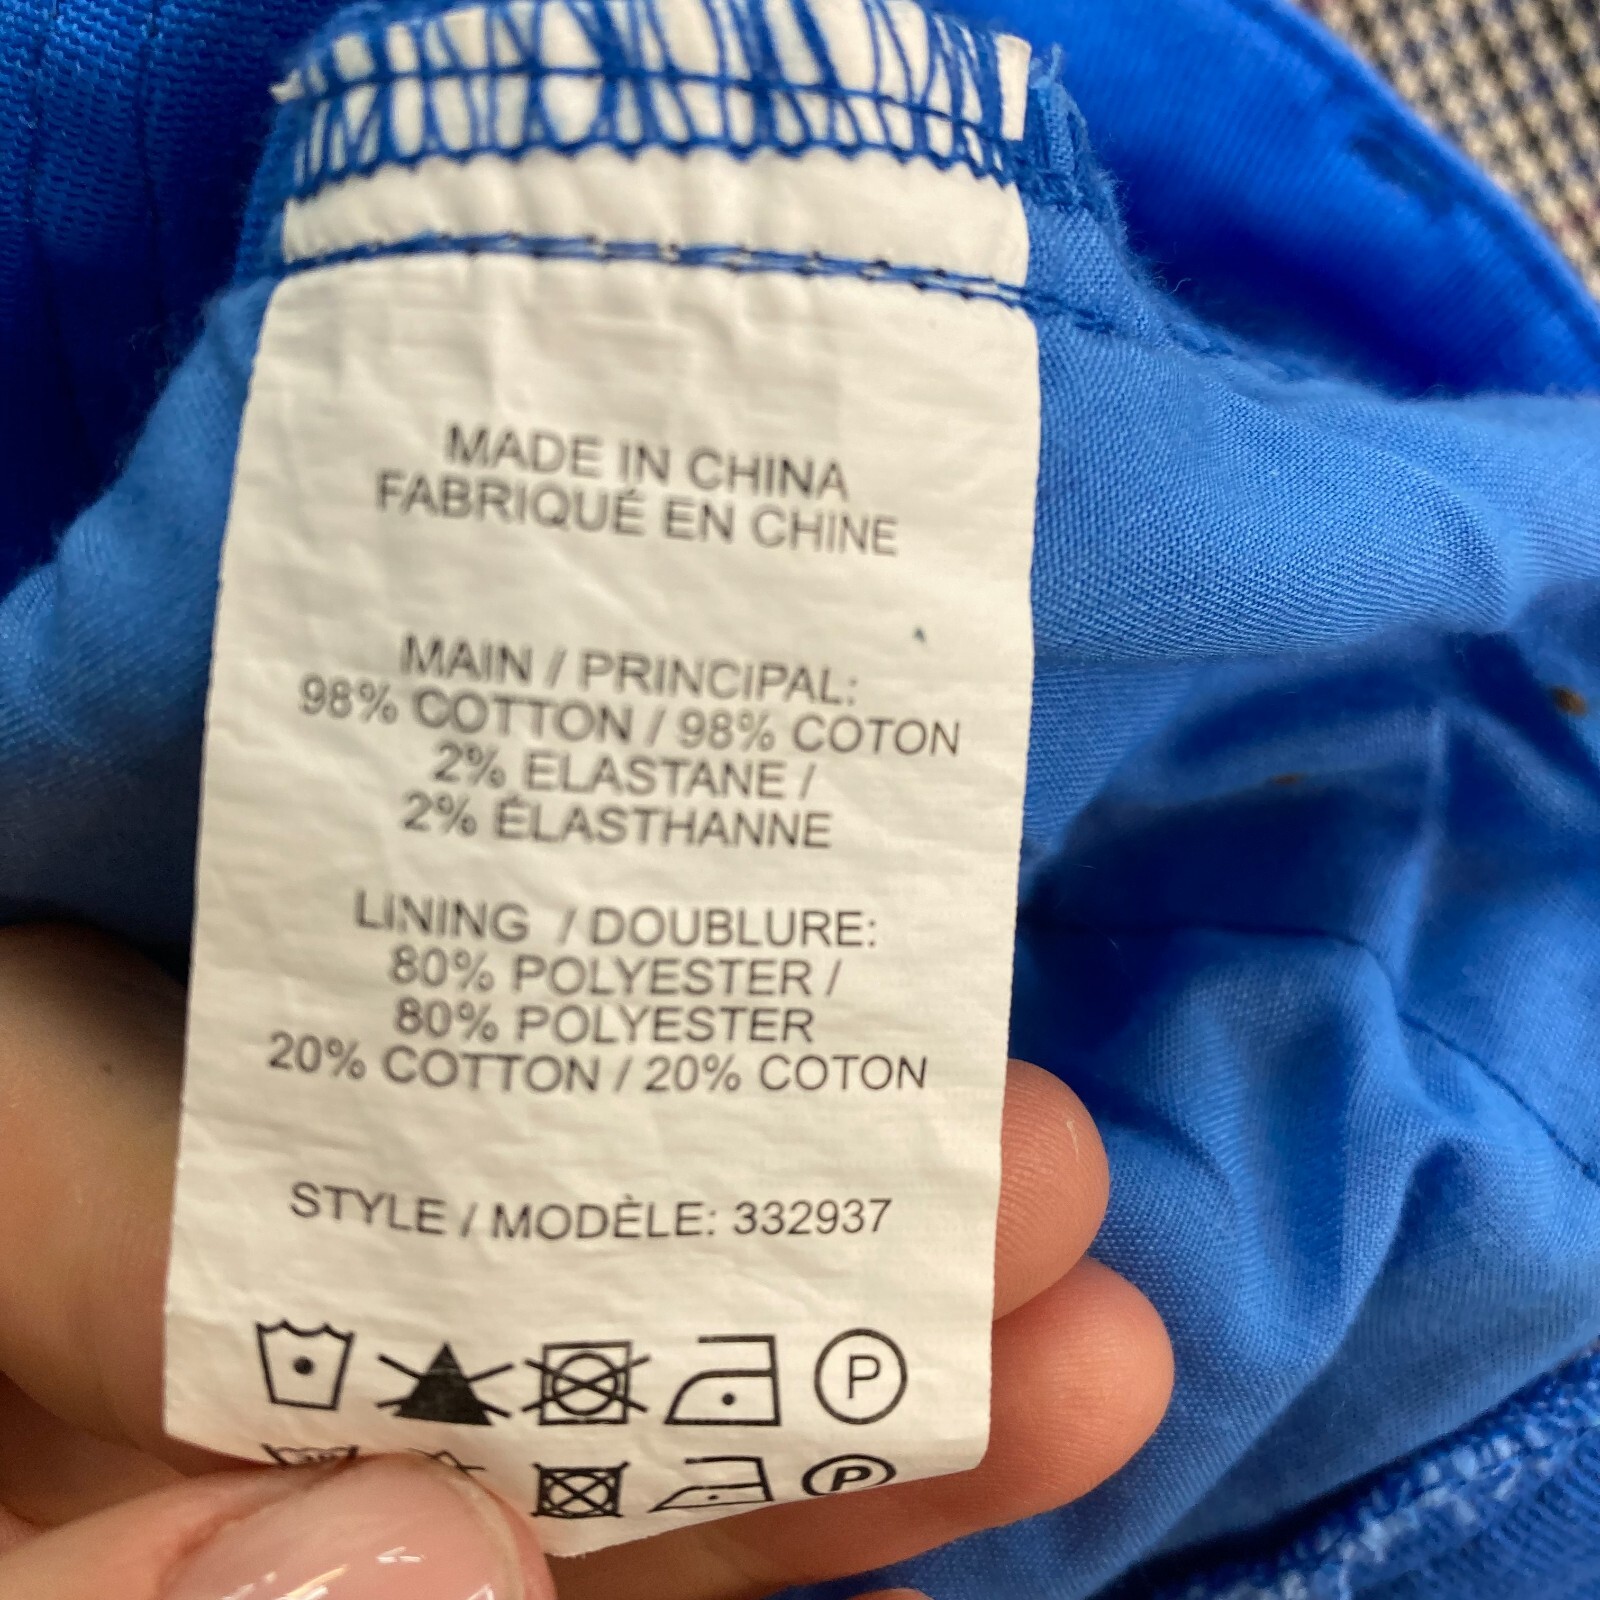 MADE IN CHINA
FABRIQUÉ EN CHINE
MAIN / PRINCIPAL:
98% COTTON / 98% COTON
2% ELASTANE /
2% ÉLASTHANNE
LINING / DOUBLURE:
80% POLYESTER /
80% POLYESTER
20% COTTON / 20% COTON
STYLE / MODÈLE: 332937
P
P